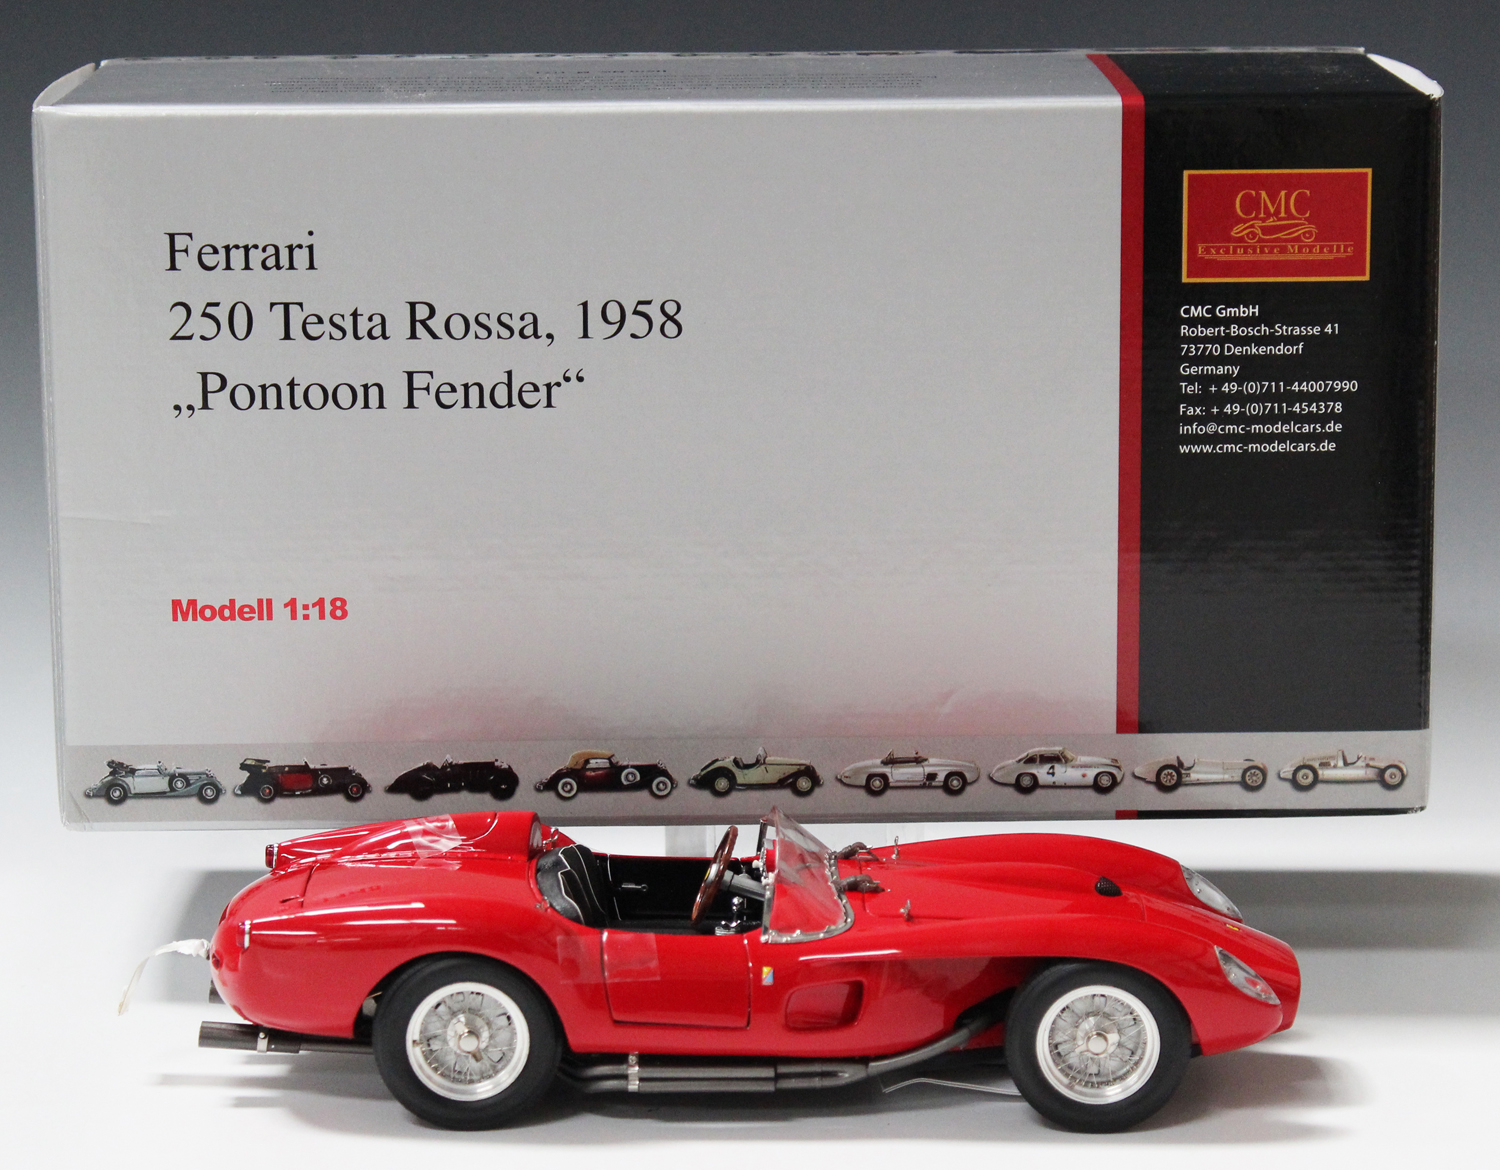 Ferrari
250 Testa Rossa, 1958
„Pontoon Fender“
Modell 1:18
CMC
Exclusive Modelle
CMC GmbH
Robert-Bosch-Strasse 41
73770 Denkendorf
Germany
Tel: + 49-(0)711-44007990
Fax: + 49-(0)711-454378
info@cmc-modelcars.de
www.cmc-modelcars.de
4